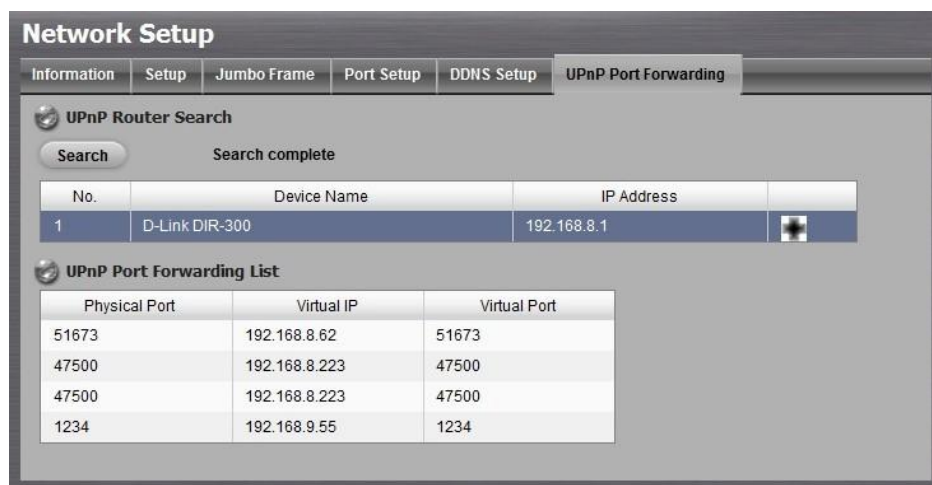 Network Setup
Information Setup Jumbo Frame Port Setup DDNS Setup UPnP Port Forwarding
UPnP Router Search
Search Search complete
No. Device Name IP Address
1 D-Link DIR-300 192.168.8.1
UPnP Port Forwarding List
Physical Port Virtual IP Virtual Port
51673 192.168.8.62 51673
47500 192.168.8.223 47500
47500 192.168.8.223 47500
1234 192.168.9.55 1234